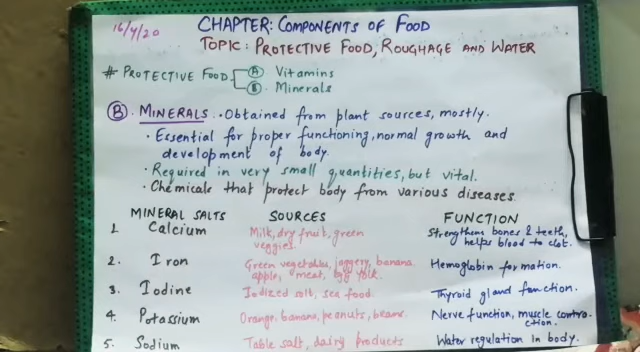 16/4/20
CHAPTER: COMPONENTS OF FOOD
TOPIC: PROTECTIVE FOOD, ROUGHAGE AND WATER
# PROTECTIVE FOOD
A Vitamins
B Minerals
B. MINERALS • Obtained from plant sources, mostly.
• Essential for proper functioning, normal growth and
development of body.
• Required in very small quantities, but vital.
• Chemicals that protect body from various diseases.
MINERAL SALTS SOURCES FUNCTION
1. Calcium Milk, dry fruit, green Strengthens bones & teeth,
veggies. helps blood to clot.
2. Iron Green vegetables, jaggery, banana Hemoglobin formation.
apple, meat, egg yolk.
3. Iodine Iodized salt, sea food. Thyroid gland function.
4. Potassium Orange, banana, peanuts, beans. Nerve function, muscle contra-
ction.
5. Sodium Table salt, dairy products Water regulation in body.